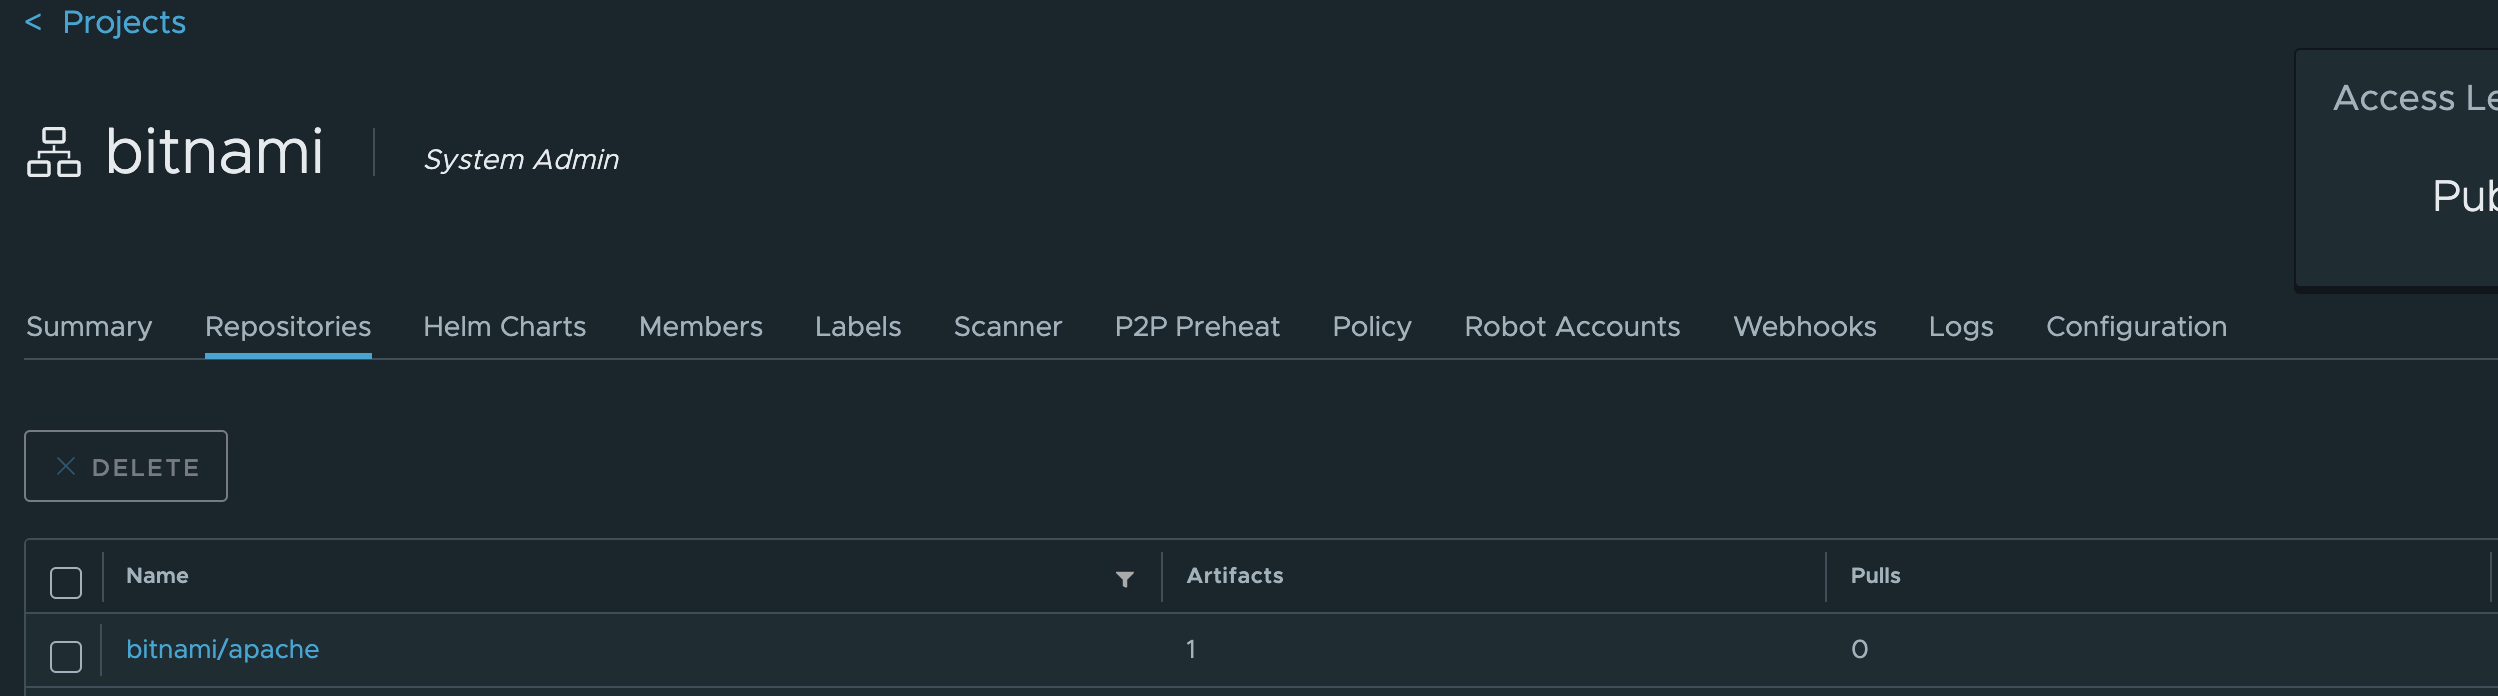 < Projects
Access Le
bitnami System Admin
Pub
Summary Repositories Helm Charts Members Labels Scanner P2P Preheat Policy Robot Accounts Webhooks Logs Configuration
DELETE
Name Artifacts Pulls
bitnami/apache 1 0